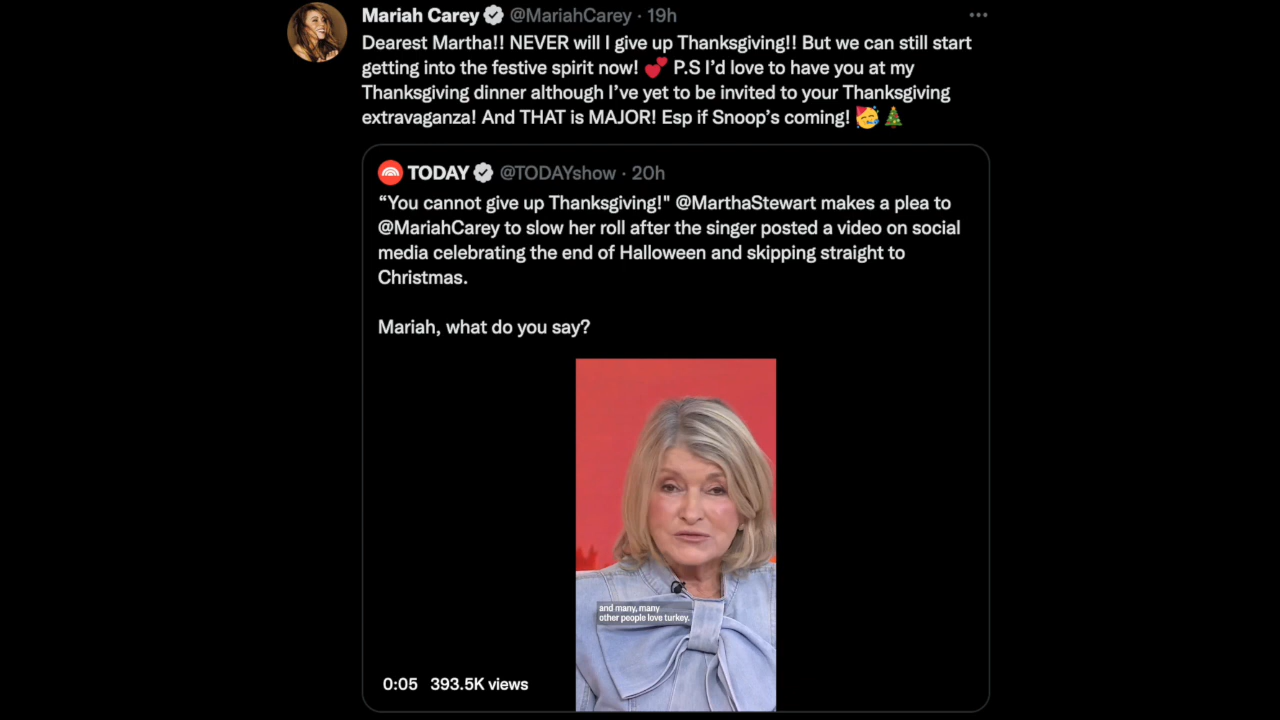 Mariah Carey @MariahCarey · 19h
Dearest Martha!! NEVER will I give up Thanksgiving!! But we can still start
getting into the festive spirit now! 💕 P.S I’d love to have you at my
Thanksgiving dinner although I’ve yet to be invited to your Thanksgiving
extravaganza! And THAT is MAJOR! Esp if Snoop’s coming! 🥳🎄
TODAY @TODAYshow · 20h
“You cannot give up Thanksgiving!" @MarthaStewart makes a plea to
@MariahCarey to slow her roll after the singer posted a video on social
media celebrating the end of Halloween and skipping straight to
Christmas.
Mariah, what do you say?
and many, many
other people love turkey.
0:05 393.5K views